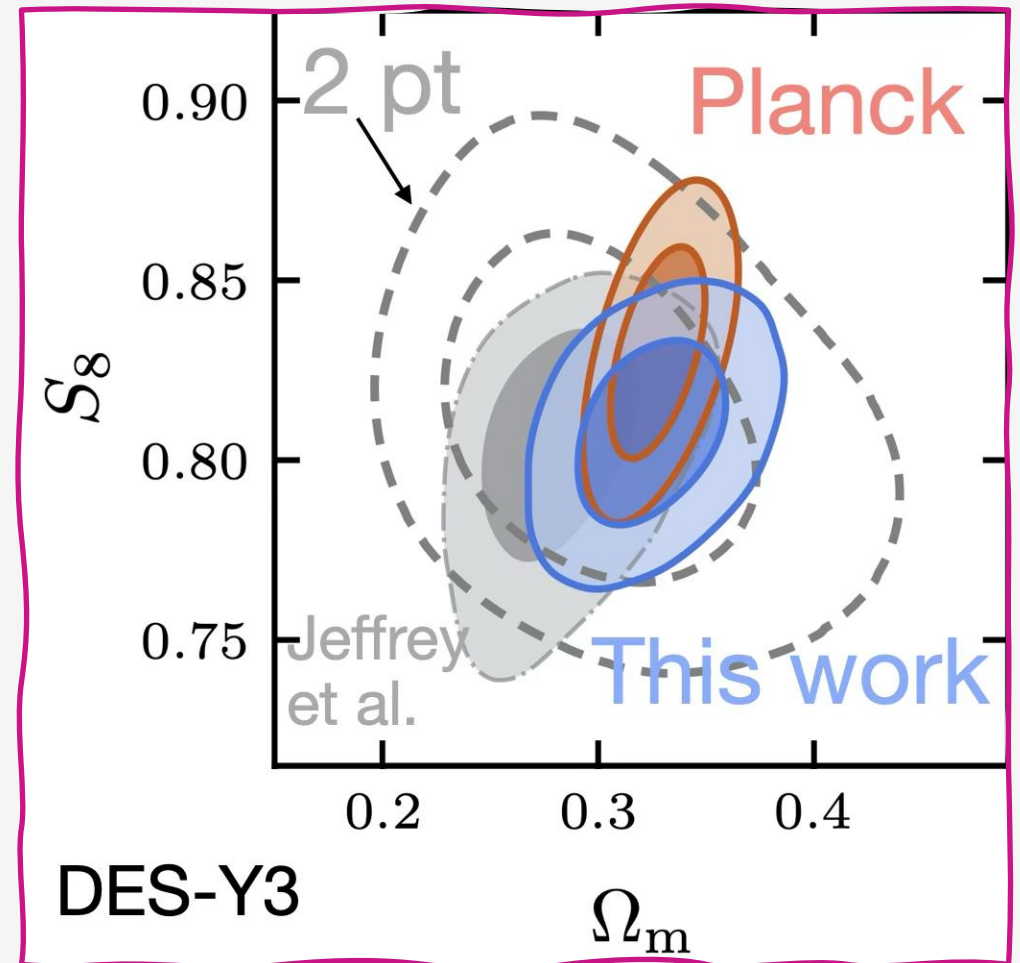 2 pt
Planck
0.90
0.85
S₈
0.80
0.75
Jeffrey
et al.
This work
0.2 0.3 0.4
DES-Y3
Ωm